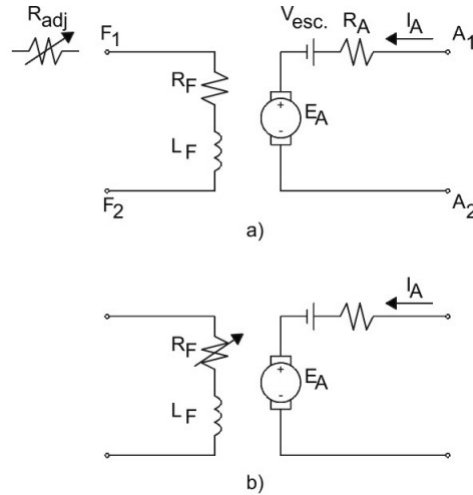 R_adj
F_1
V_esc.
R_A
I_A
A_1
R_F
E_A
L_F
F_2
A_2
a)
I_A
R_F
E_A
L_F
b)